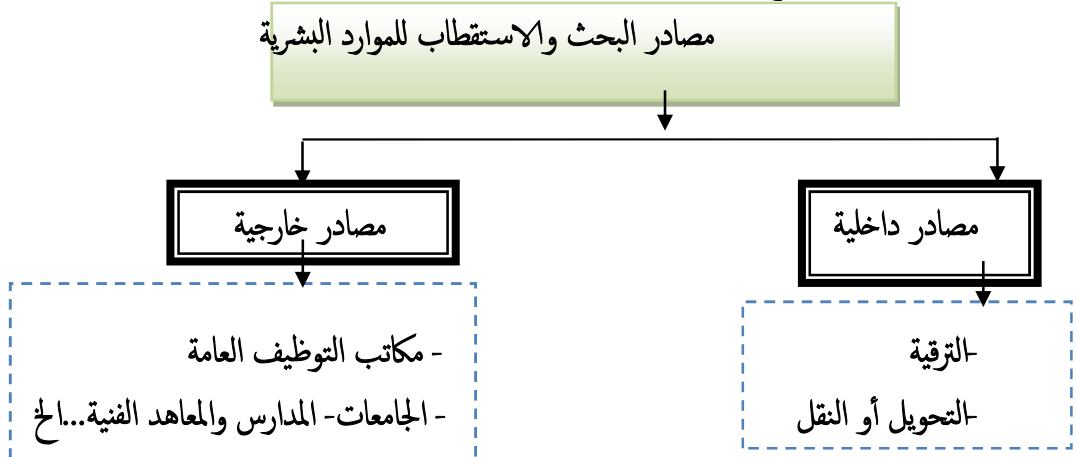 مصادر البحث والاستقطاب للموارد البشرية
مصادر داخلية
-الترقية
-التحويل أو النقل
مصادر خارجية
- مكاتب التوظيف العامة
- الجامعات- المدارس والمعاهد الفنية...الخ